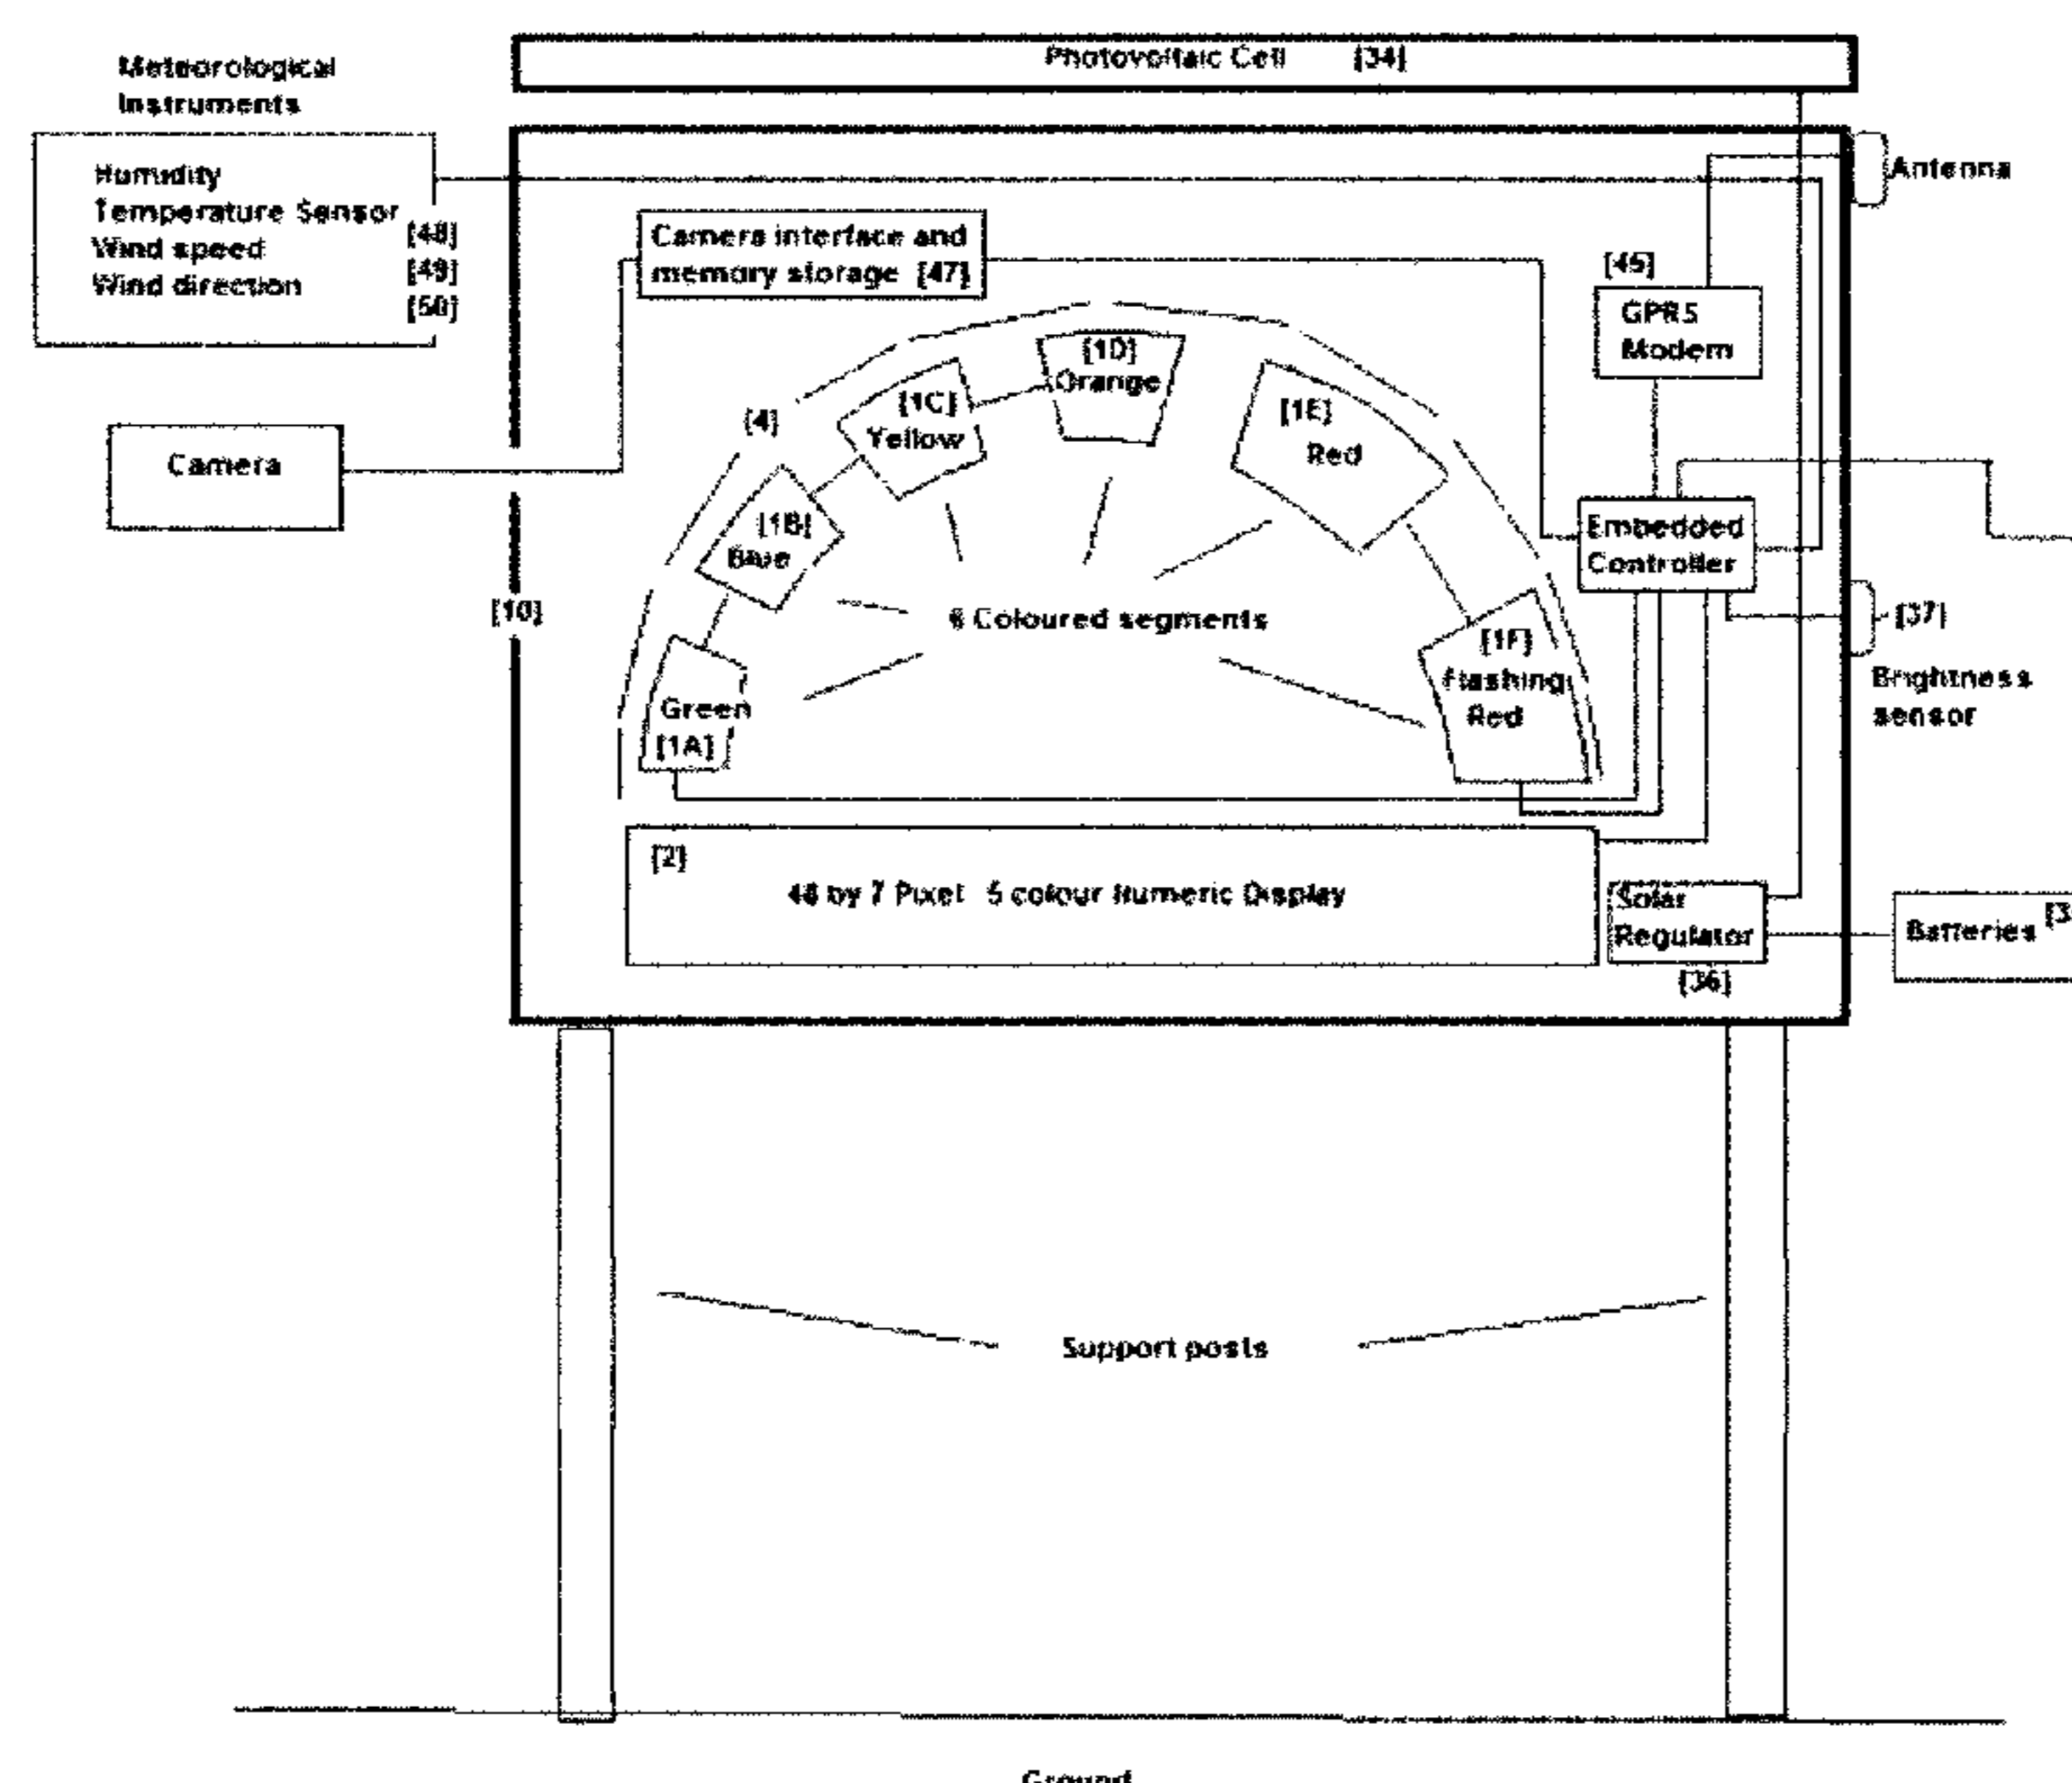 Photovoltaic Cell [34]
Meteorological
Instruments
Humidity
Temperature Sensor
Wind speed
Wind direction
[48]
[49]
[50]
Antenna
Camera interface and
memory storage [47]
[45]
GPRS
Modem
[4]
[1D]
Orange
[1C]
Yellow
[1E]
Red
Camera
[1B]
Blue
Embedded
Controller
[10]
6 Coloured segments
[37]
Brightness
sensor
[1F]
Flashing
Red
Green
[1A]
[2]
48 by 7 Pixel 5 colour Numeric Display
Solar
Regulator
[36]
Batteries
Support posts
Ground